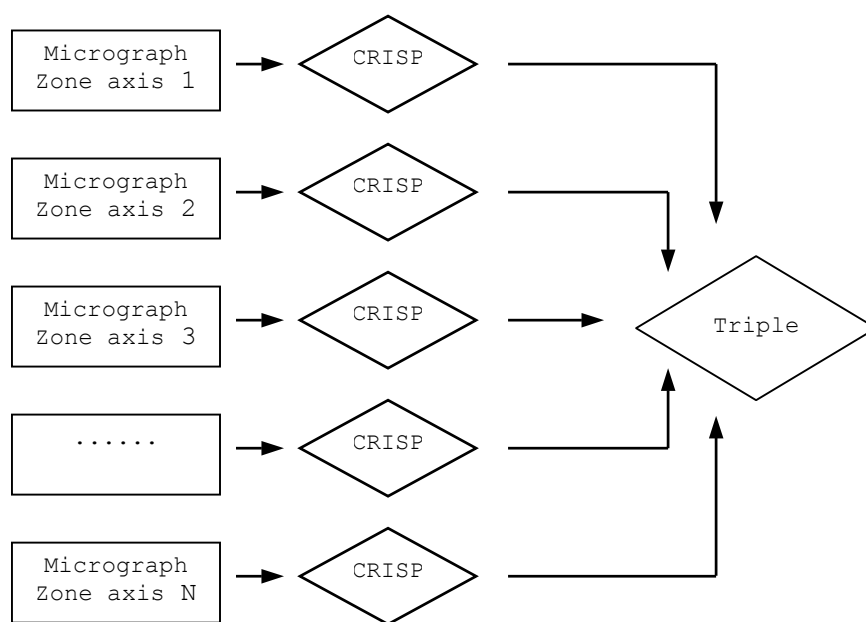 Micrograph
Zone axis 1
CRISP
Micrograph
Zone axis 2
CRISP
Micrograph
Zone axis 3
CRISP
Triple
......
CRISP
Micrograph
Zone axis N
CRISP